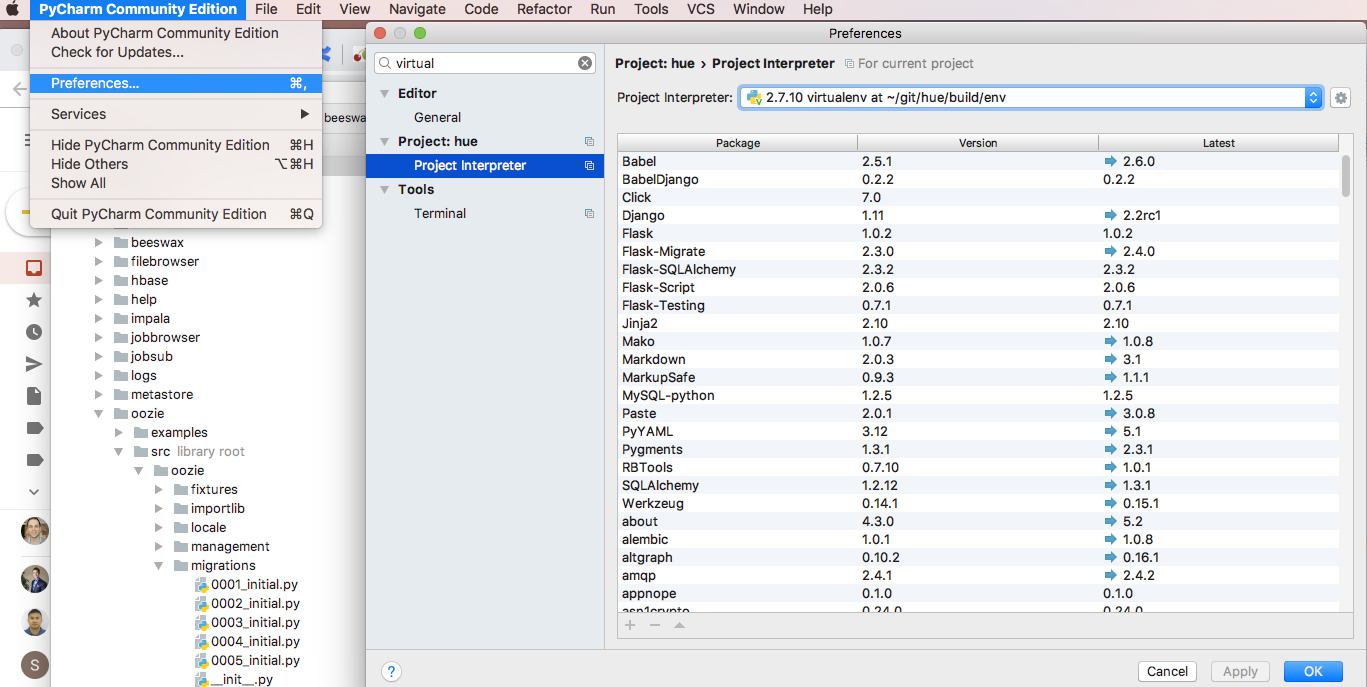 PyCharm Community Edition File Edit View Navigate Code Refactor Run Tools VCS Window Help
About PyCharm Community Edition
Check for Updates...
Preferences... ⌘,
Services
Hide PyCharm Community Edition ⌘H
Hide Others ⌥⌘H
Show All
Quit PyCharm Community Edition ⌘Q
beeswax
filebrowser
hbase
help
impala
jobbrowser
jobsub
logs
metastore
oozie
examples
src library root
oozie
fixtures
importlib
locale
management
migrations
0001_initial.py
0002_initial.py
0003_initial.py
0004_initial.py
0005_initial.py
__init__.py
S
beeswa
Preferences
virtual
Editor
General
Project: hue
Project Interpreter
Tools
Terminal
Project: hue › Project Interpreter For current project
Project Interpreter: 2.7.10 virtualenv at ~/git/hue/build/env
Package Version Latest
Babel 2.5.1 2.6.0
BabelDjango 0.2.2 0.2.2
Click 7.0
Django 1.11 2.2rc1
Flask 1.0.2 1.0.2
Flask-Migrate 2.3.0 2.4.0
Flask-SQLAlchemy 2.3.2 2.3.2
Flask-Script 2.0.6 2.0.6
Flask-Testing 0.7.1 0.7.1
Jinja2 2.10 2.10
Mako 1.0.7 1.0.8
Markdown 2.0.3 3.1
MarkupSafe 0.9.3 1.1.1
MySQL-python 1.2.5 1.2.5
Paste 2.0.1 3.0.8
PyYAML 3.12 5.1
Pygments 1.3.1 2.3.1
RBTools 0.7.10 1.0.1
SQLAlchemy 1.2.12 1.3.1
Werkzeug 0.14.1 0.15.1
about 4.3.0 5.2
alembic 1.0.1 1.0.8
altgraph 0.10.2 0.16.1
amqp 2.4.1 2.4.2
appnope 0.1.0 0.1.0
asn1crypto 0.24.0 0.24.0
?
Cancel Apply OK